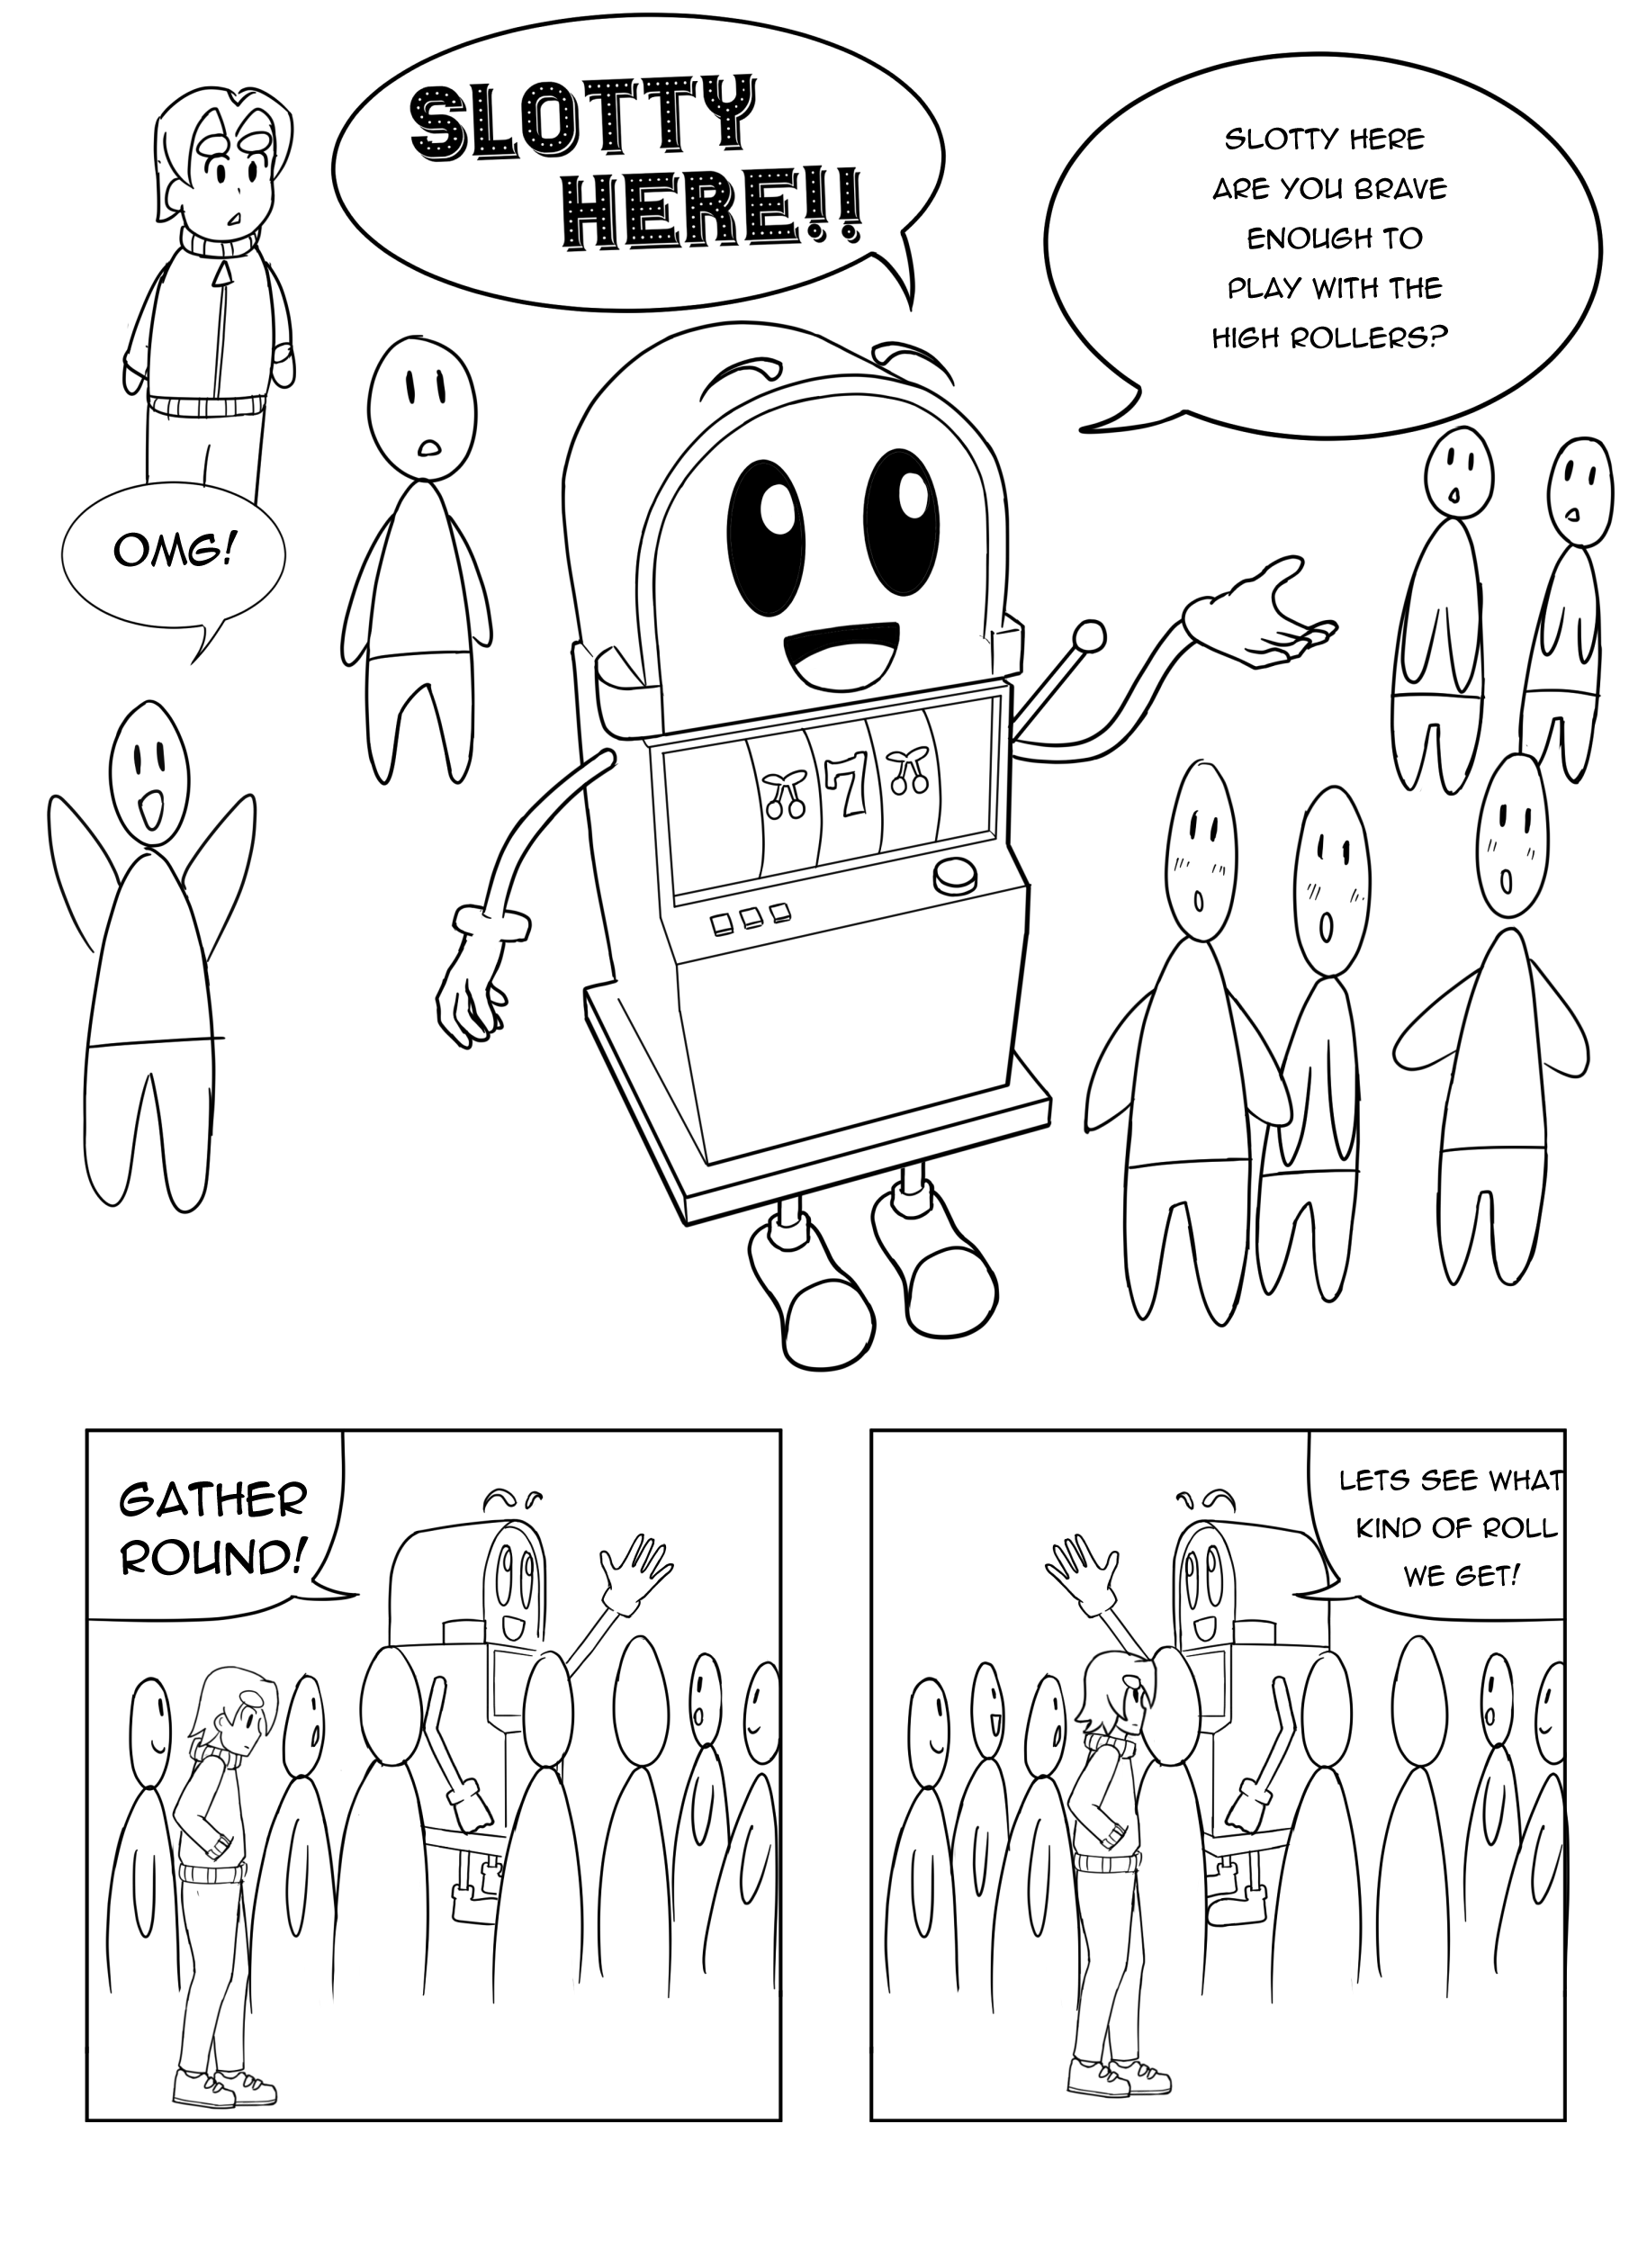 SLOTTY
HERE!!
SLOTTY HERE
ARE YOU BRAVE
ENOUGH TO
PLAY WITH THE
HIGH ROLLERS?
OMG!
7
GATHER
ROUND!
LETS SEE WHAT
KIND OF ROLL
WE GET!